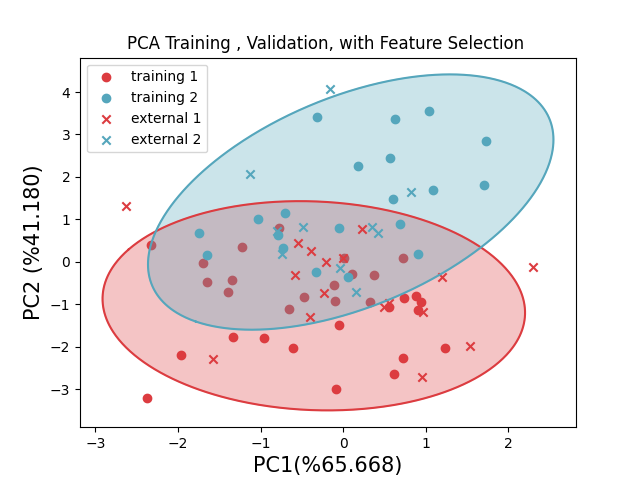 PCA Training , Validation, with Feature Selection
training 1
training 2
external 1
external 2
PC2 (%41.180)
4
3
2
1
0
−1
−2
−3
−3 −2 −1 0 1 2
PC1(%65.668)